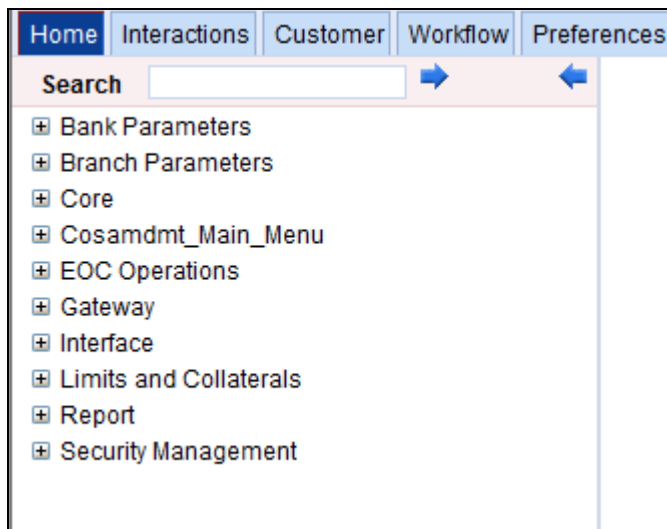 Home Interactions Customer Workflow Preferences
Search
Bank Parameters
Branch Parameters
Core
Cosamdmt_Main_Menu
EOC Operations
Gateway
Interface
Limits and Collaterals
Report
Security Management